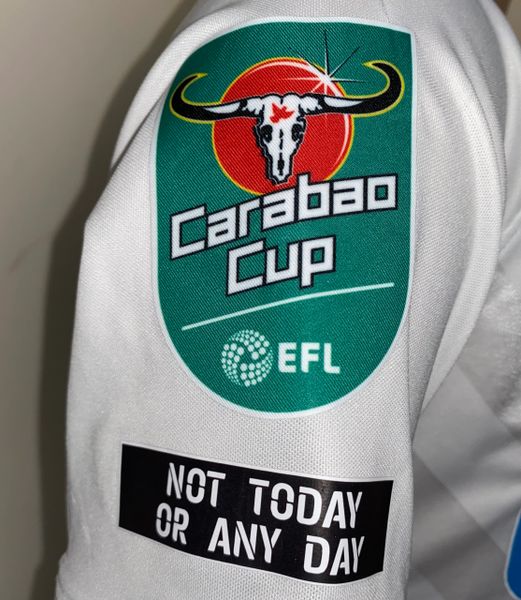 Carabao
Cup
EFL
NOT TODAY
OR ANY DAY